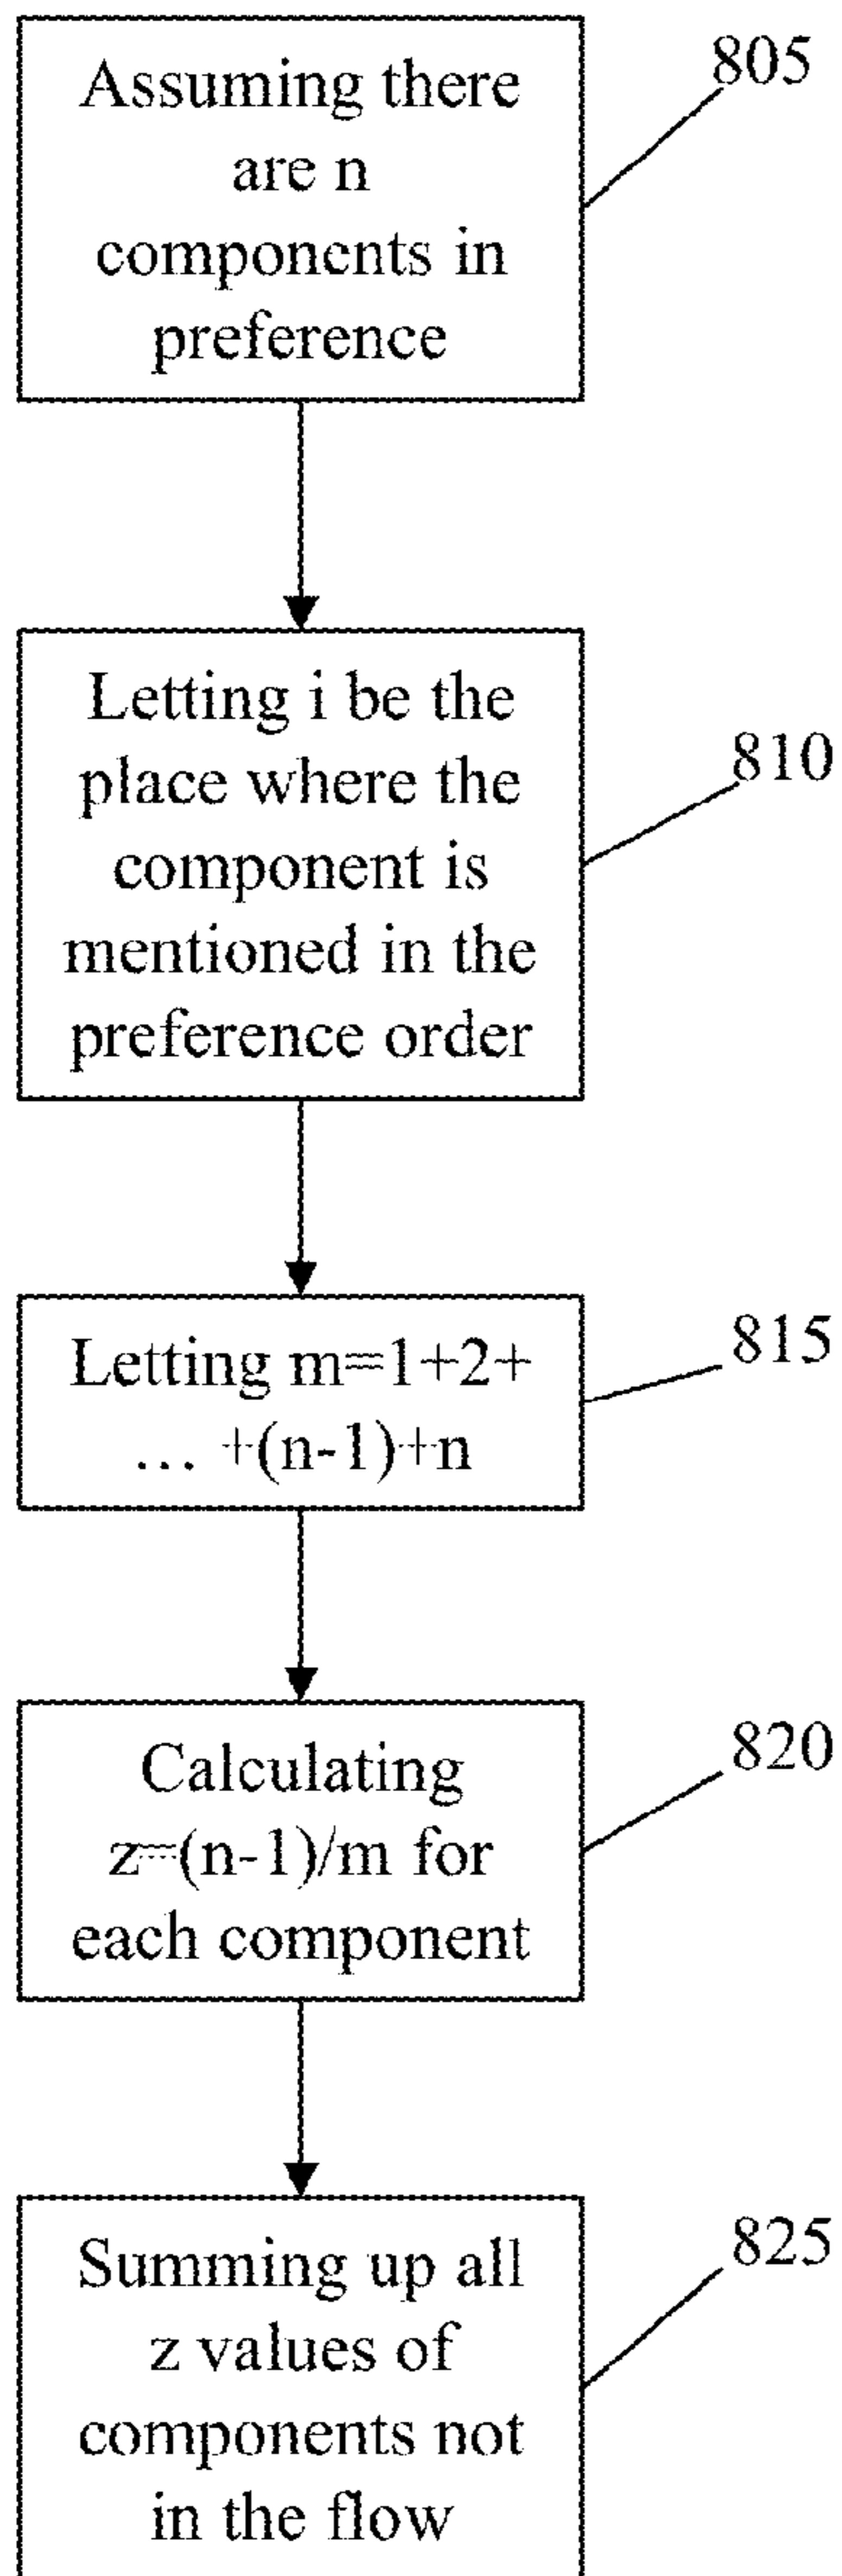 Assuming there
are n
components in
preference
805
Letting i be the
place where the
component is
mentioned in the
preference order
810
Letting m=1+2+
... +(n-1)+n
815
Calculating
z=(n-1)/m for
each component
820
Summing up all
z values of
components not
in the flow
825